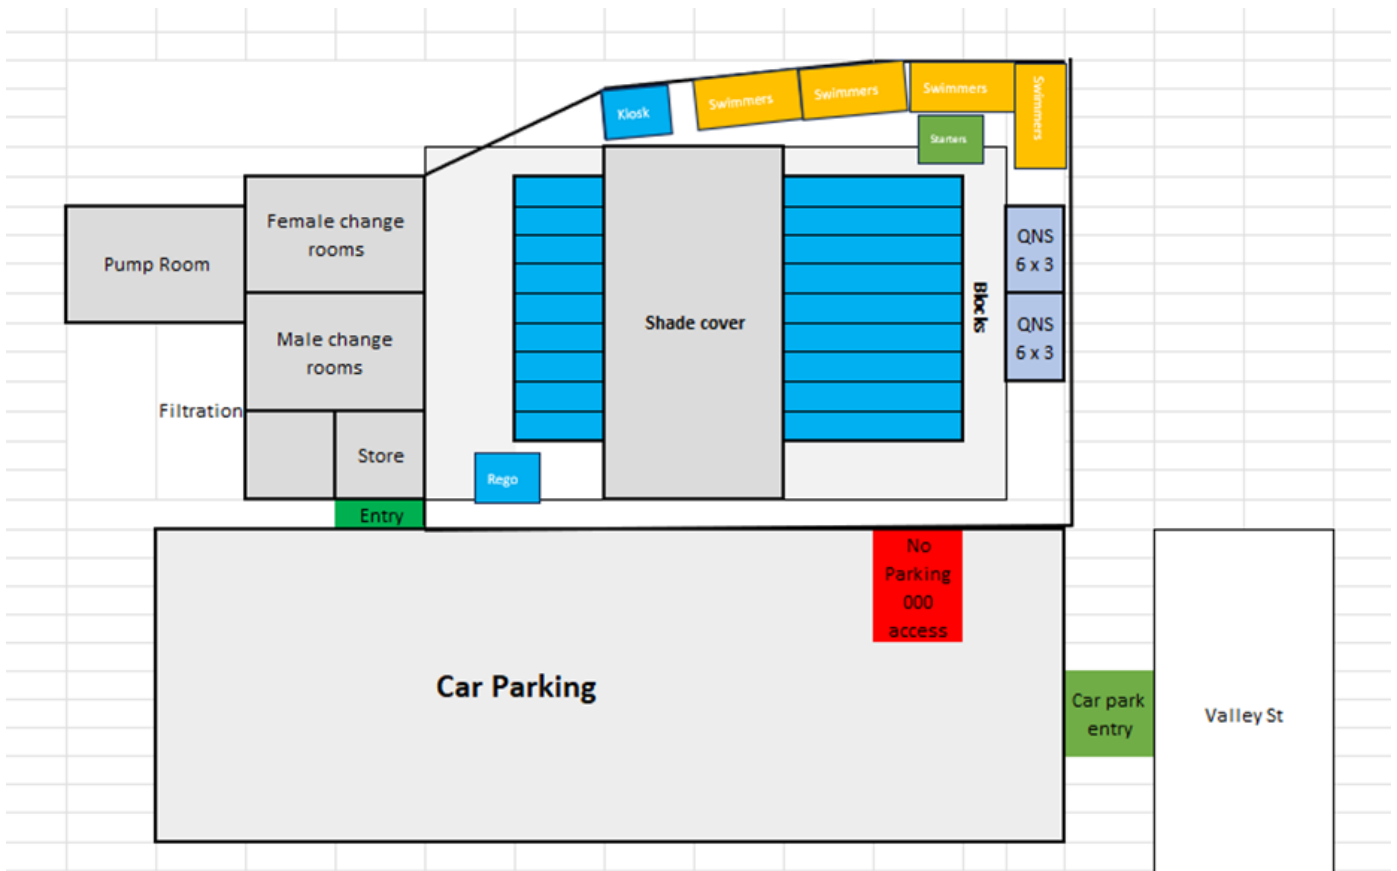 Kiosk
Swimmers
Swimmers
Swimmers
Swimmers
Starters
Female change
rooms
Pump Room
QNS
6 x 3
Shade cover
Blocks
Male change
rooms
QNS
6 x 3
Filtration
Store
Rego
Entry
No
Parking
000
access
Car Parking
Car park
entry
Valley St